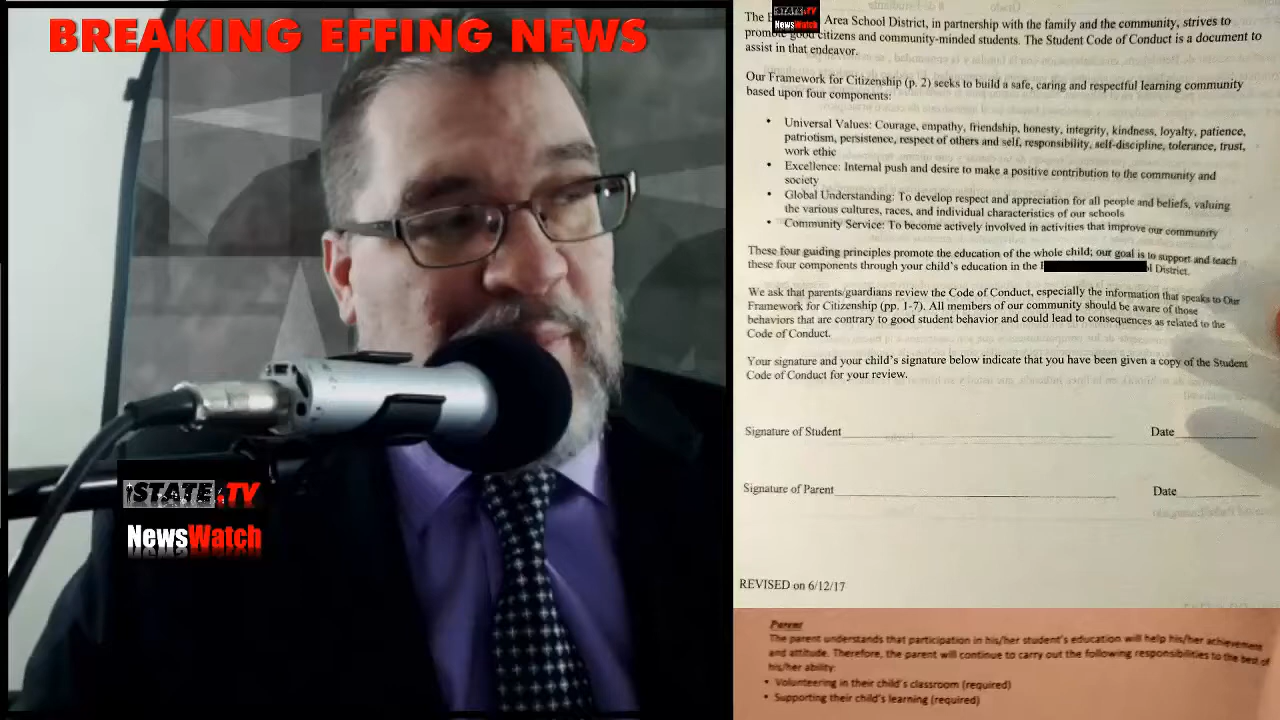 BREAKING EFFING NEWS
iSTATE TV
NewsWatch
iSTATE TV
The Area School District, in partnership with the family and the community, strives to
promote good citizens and community-minded students. The Student Code of Conduct is a document to
assist in that endeavor.
Our Framework for Citizenship (p. 2) seeks to build a safe, caring and respectful learning community
based upon four components:
• Universal Values: Courage, empathy, friendship, honesty, integrity, kindness, loyalty, patience,
patriotism, persistence, respect of others and self, responsibility, self-discipline, tolerance, trust,
work ethic
• Excellence: Internal push and desire to make a positive contribution to the community and
society
• Global Understanding: To develop respect and appreciation for all people and beliefs, valuing
the various cultures, races, and individual characteristics of our schools
• Community Service: To become actively involved in activities that improve our community
These four guiding principles promote the education of the whole child; our goal is to support and teach
these four components through your child's education in the District.
We ask that parents/guardians review the Code of Conduct, especially the information that speaks to Our
Framework for Citizenship (pp. 1-7). All members of our community should be aware of those
behaviors that are contrary to good student behavior and could lead to consequences as related to the
Code of Conduct.
Your signature and your child's signature below indicate that you have been given a copy of the Student
Code of Conduct for your review.
Signature of Student Date
Signature of Parent Date
REVISED on 6/12/17
Parent
The parent understands that participation in his/her student's education will help his/her achievement
and attitude. Therefore, the parent will continue to carry out the following responsibilities to the best of
his/her ability:
• Volunteering in their child's classroom (required)
• Supporting their child's learning (required)